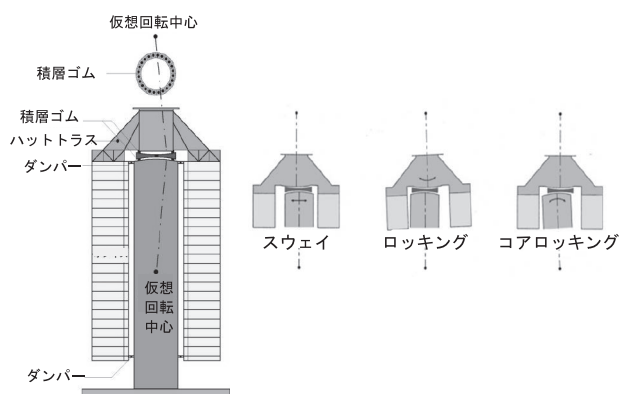 仮想回転中心
積層ゴム
積層ゴム
ハットトラス
ダンパー
仮想
回転
中心
ダンパー
スウェイ
ロッキング
コアロッキング